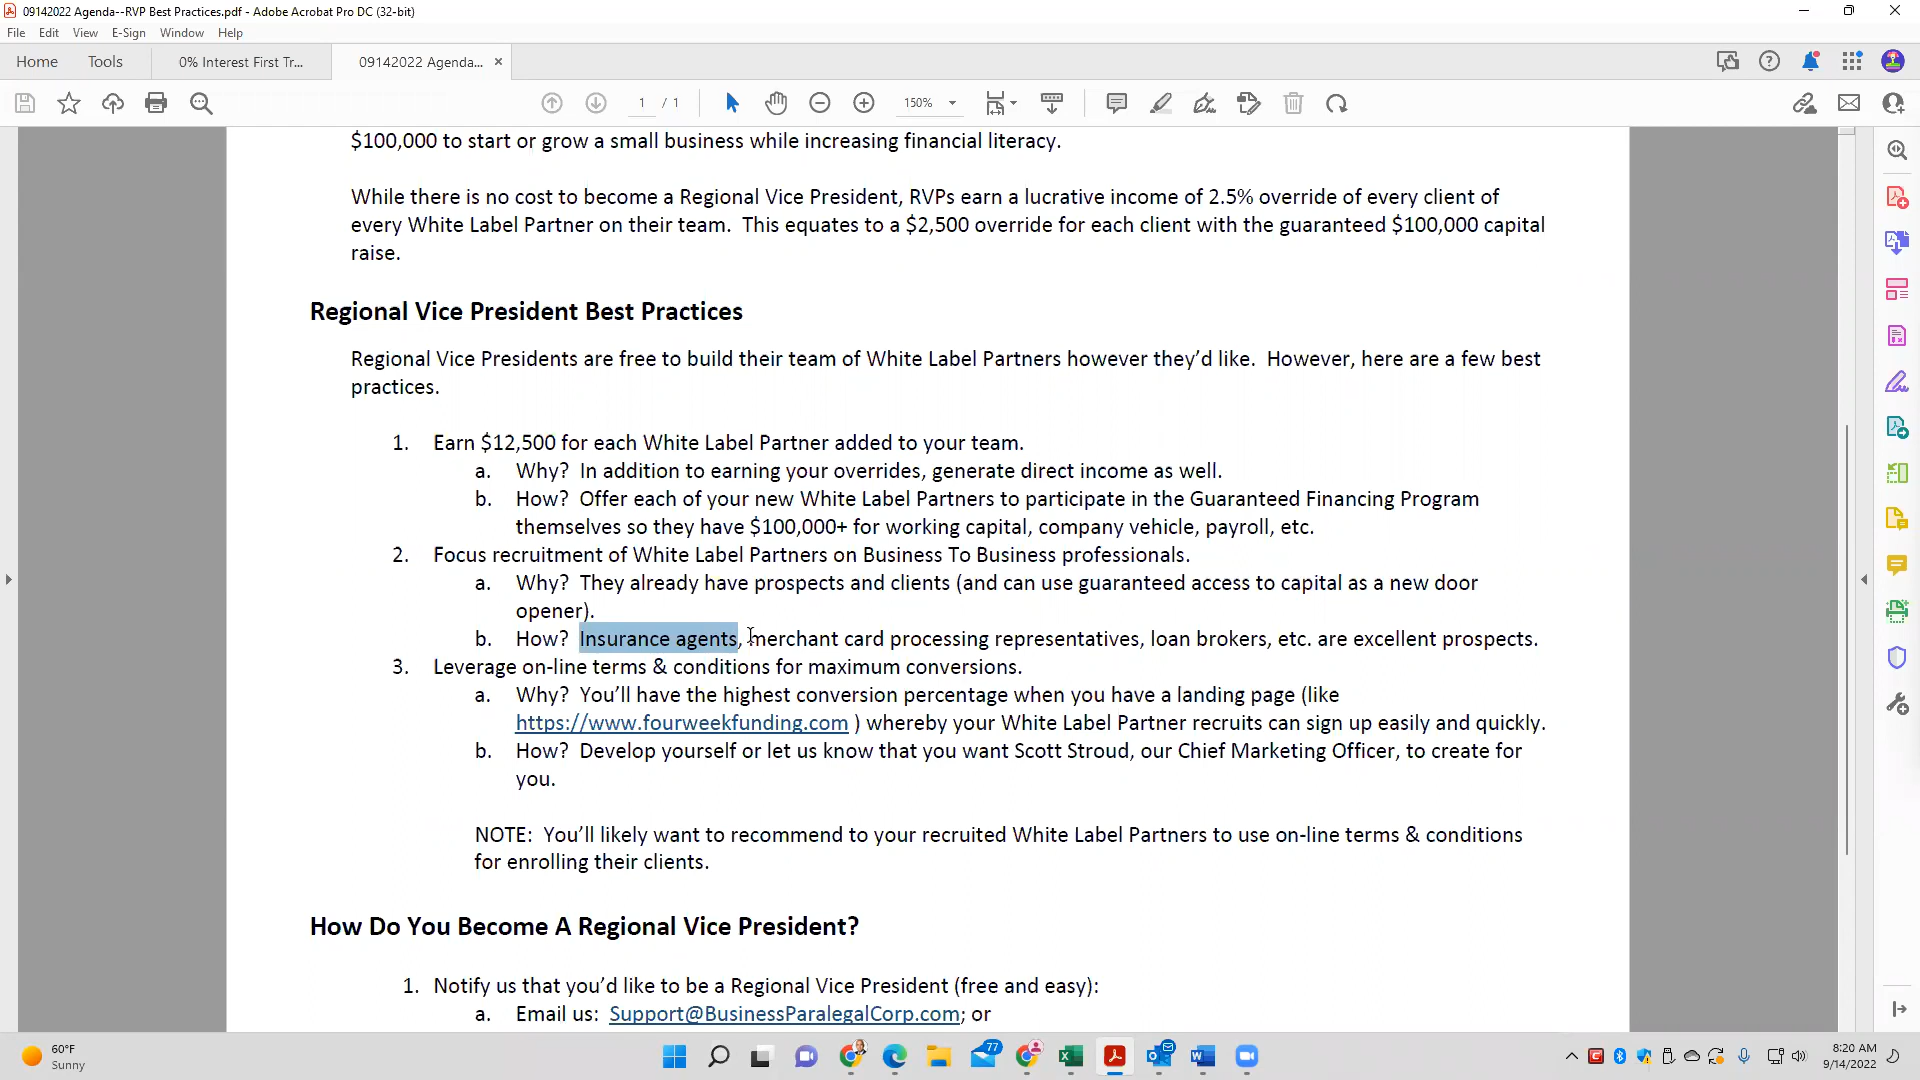 09142022 Agenda--RVP Best Practices.pdf - Adobe Acrobat Pro DC (32-bit)
File Edit View E-Sign Window Help
Home Tools 0% Interest First Tr... 09142022 Agenda...
1 / 1 150%
$100,000 to start or grow a small business while increasing financial literacy.
While there is no cost to become a Regional Vice President, RVPs earn a lucrative income of 2.5% override of every client of
every White Label Partner on their team. This equates to a $2,500 override for each client with the guaranteed $100,000 capital
raise.
Regional Vice President Best Practices
Regional Vice Presidents are free to build their team of White Label Partners however they'd like. However, here are a few best
practices.
1. Earn $12,500 for each White Label Partner added to your team.
a. Why? In addition to earning your overrides, generate direct income as well.
b. How? Offer each of your new White Label Partners to participate in the Guaranteed Financing Program
themselves so they have $100,000+ for working capital, company vehicle, payroll, etc.
2. Focus recruitment of White Label Partners on Business To Business professionals.
a. Why? They already have prospects and clients (and can use guaranteed access to capital as a new door
opener).
b. How? Insurance agents, merchant card processing representatives, loan brokers, etc. are excellent prospects.
3. Leverage on-line terms & conditions for maximum conversions.
a. Why? You'll have the highest conversion percentage when you have a landing page (like
https://www.fourweekfunding.com ) whereby your White Label Partner recruits can sign up easily and quickly.
b. How? Develop yourself or let us know that you want Scott Stroud, our Chief Marketing Officer, to create for
you.
NOTE: You'll likely want to recommend to your recruited White Label Partners to use on-line terms & conditions
for enrolling their clients.
How Do You Become A Regional Vice President?
1. Notify us that you'd like to be a Regional Vice President (free and easy):
a. Email us: Support@BusinessParalegalCorp.com; or
60°F
Sunny
77
8:20 AM
9/14/2022